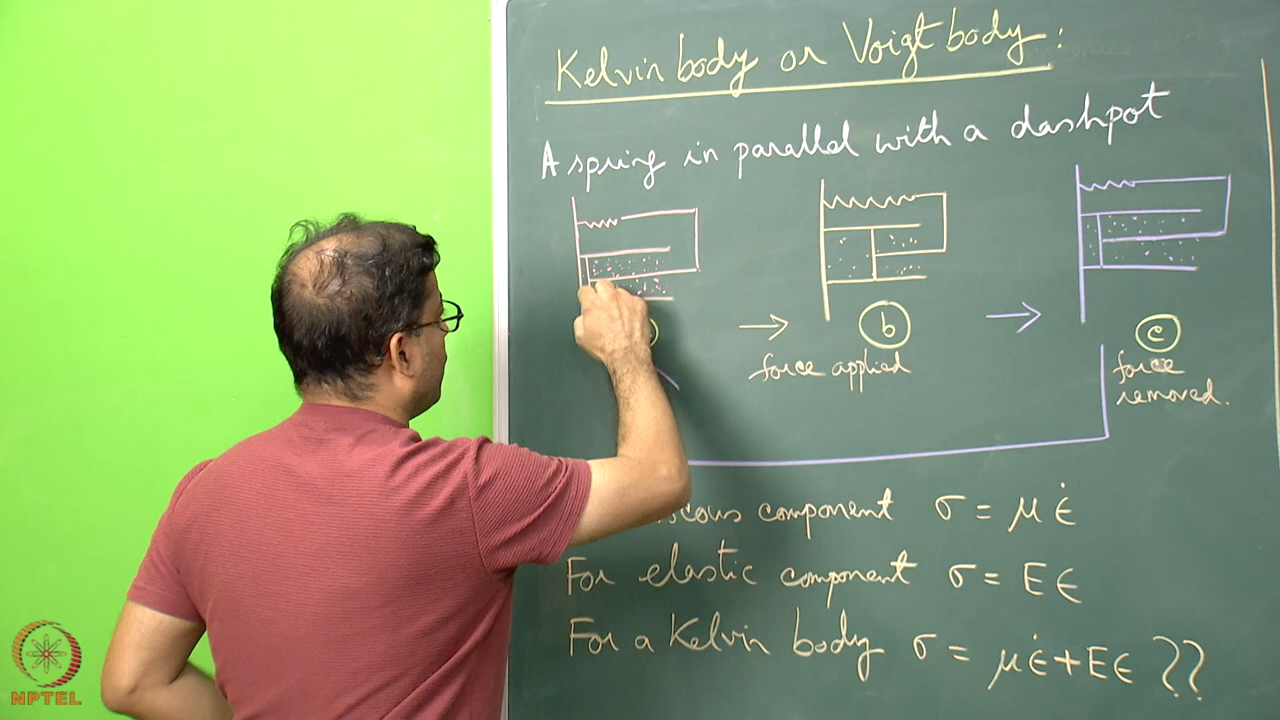 Kelvin body or Voigt body :
A spring in parallel with a dashpot
→ b → c
force applied
force
removed.
component σ = μ ε̇
For elastic component σ = E ε
For a Kelvin body σ = μ ε̇ + E ε ??
NPTEL